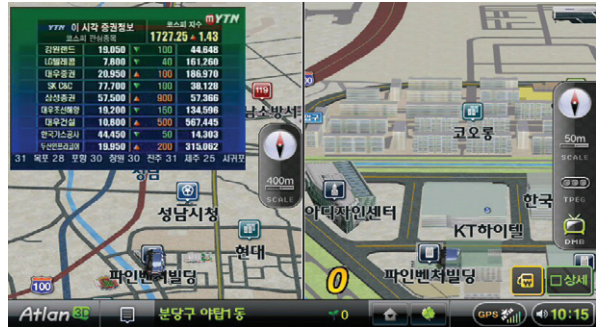 YTN 이 시각 증권정보
코스피 지수
mYTN
코스피 관심종목
1727.25 ▲ 1.43
강원랜드 19,050 ▼ 100 44.648
LG텔레콤 7,800 ▼ 40 161.260
대우증권 20,950 ▲ 100 186.970
SK C&C 77,700 ▼ 100 38.128
삼성증권 57,500 ▲ 900 57.366
대우조선해양 19,200 ▼ 150 134.596
대우건설 10,800 ▲ 500 567.445
한국가스공사 44,450 ▼ 50 14.303
두산인프라코어 19,950 ▲ 200 315.062
31 목포 28 포항 30 창원 30 진주 31 제주 25 서귀포
119
남소방서
성남
400m
SCALE
성남시청
현대
파인벤처빌딩
100
입구
코오롱
50m
SCALE
TPEG
DMB
아디자인센터
한국
KT하이텔
파인벤처빌딩
0
상세
Atlan 3D
분당구 야탑1동
0
GPS
10:15